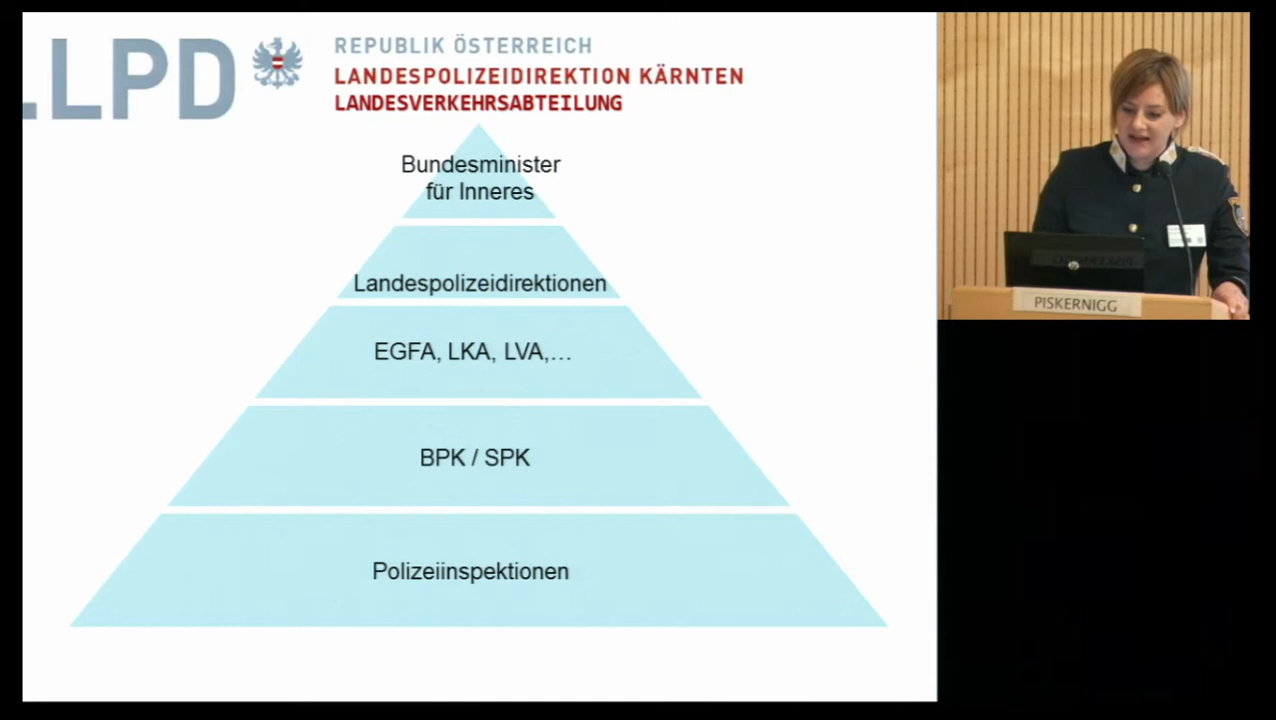 .LPD
REPUBLIK ÖSTERREICH
LANDESPOLIZEIDIREKTION KÄRNTEN
LANDESVERKEHRSABTEILUNG
Bundesminister
für Inneres
Landespolizeidirektionen
EGFA, LKA, LVA,...
BPK / SPK
Polizeiinspektionen
PISKERNIGG